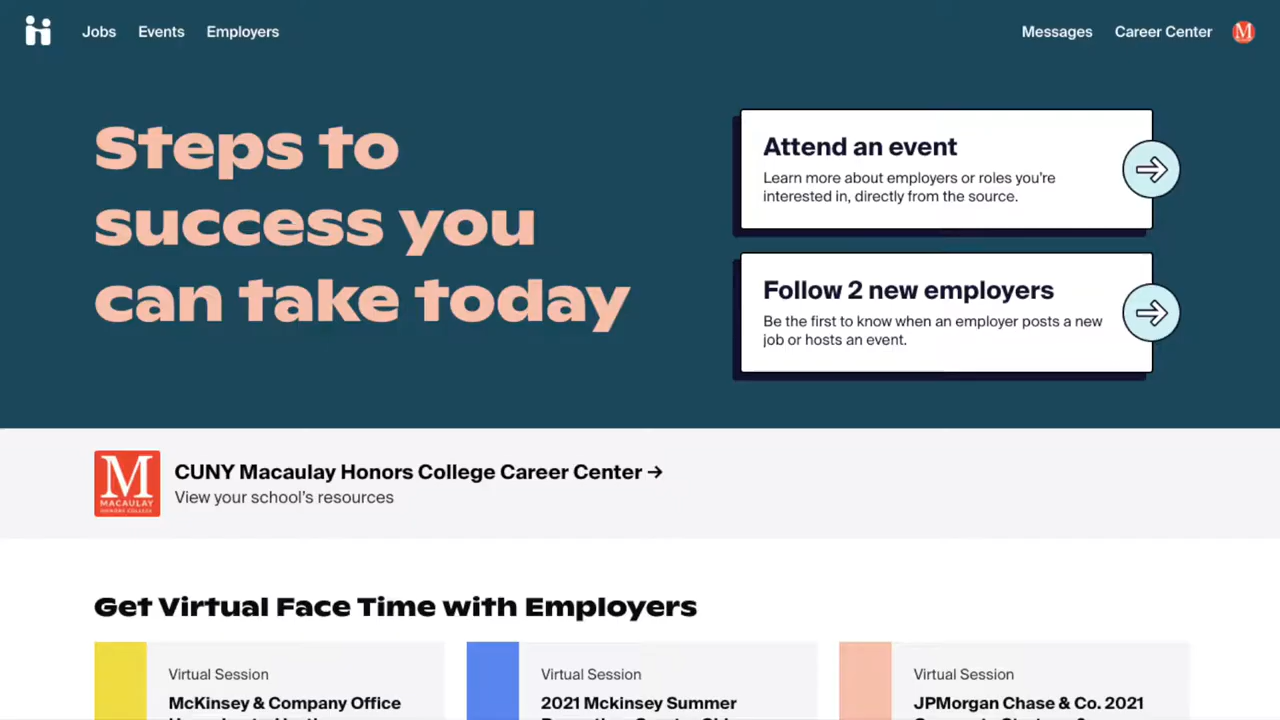 Jobs Events Employers Messages Career Center M
Steps to
success you
can take today
Attend an event
Learn more about employers or roles you're
interested in, directly from the source.
Follow 2 new employers
Be the first to know when an employer posts a new
job or hosts an event.
M
MACAULAY
HONORS COLLEGE
CUNY Macaulay Honors College Career Center →
View your school's resources
Get Virtual Face Time with Employers
Virtual Session
McKinsey & Company Office
Virtual Session
2021 Mckinsey Summer
Virtual Session
JPMorgan Chase & Co. 2021